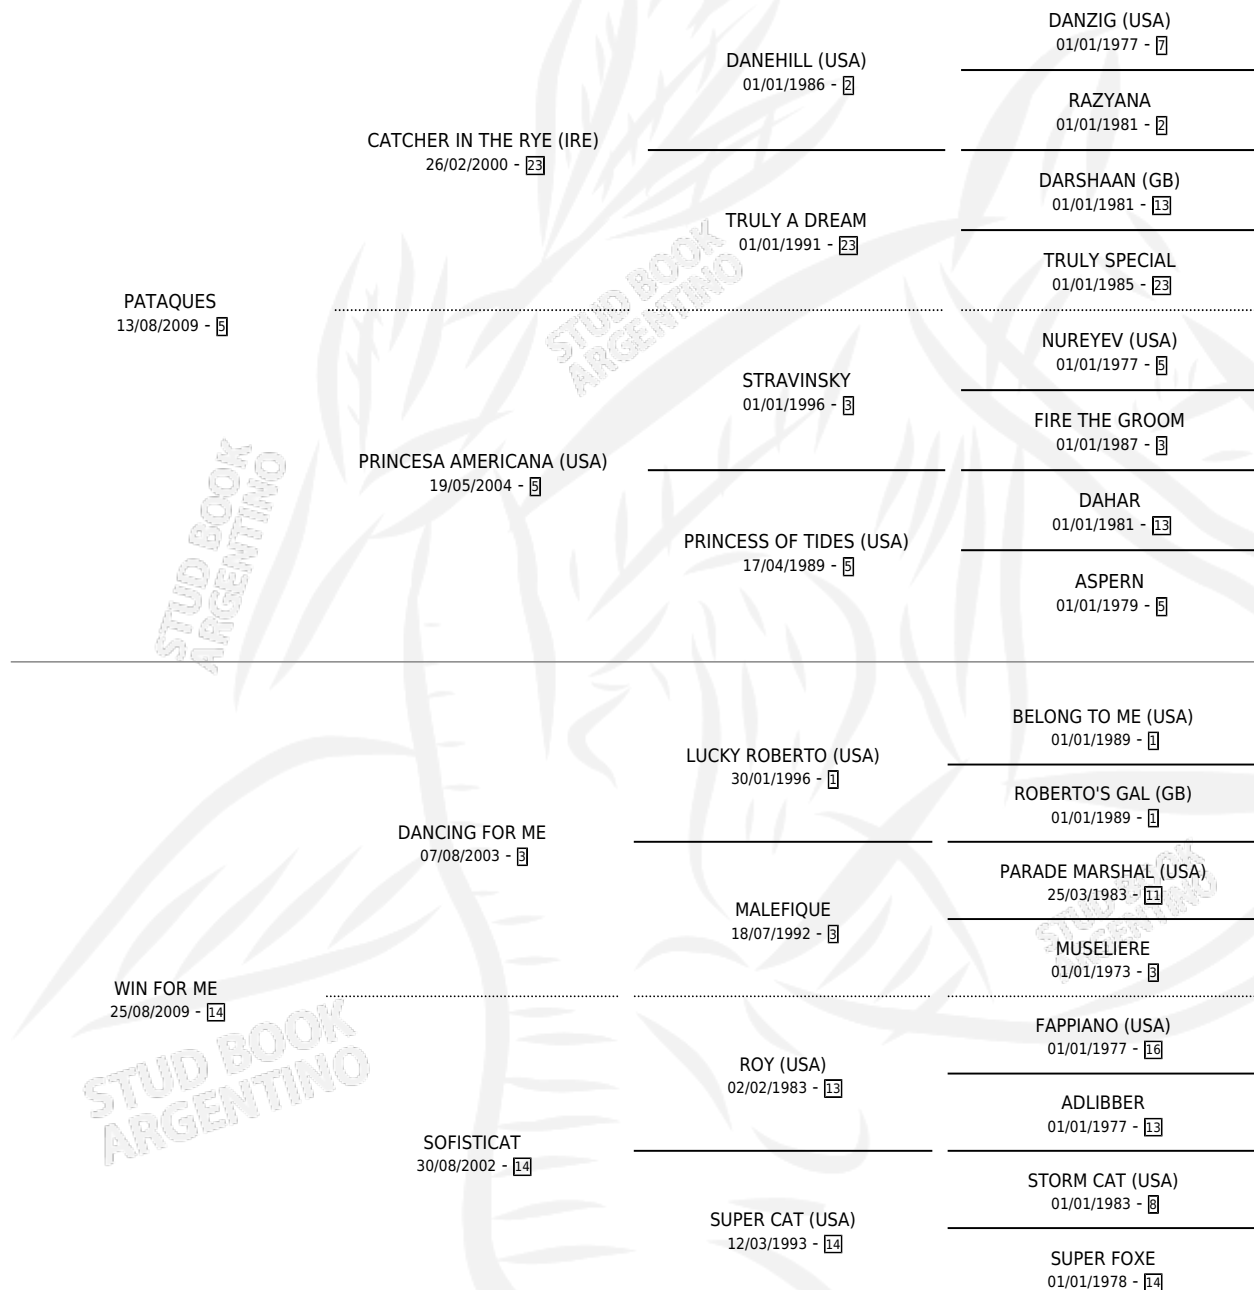 DANZIG (USA)
01/01/1977 - 7
DANEHILL (USA)
01/01/1986 - 2
RAZYANA
01/01/1981 - 2
CATCHER IN THE RYE (IRE)
26/02/2000 - 23
DARSHAAN (GB)
01/01/1981 - 13
TRULY A DREAM
01/01/1991 - 23
TRULY SPECIAL
01/01/1985 - 23
PATAQUES
13/08/2009 - 5
STUD BOOK
ARGENTINO
NUREYEV (USA)
01/01/1977 - 5
STRAVINSKY
01/01/1996 - 3
FIRE THE GROOM
01/01/1987 - 3
PRINCESA AMERICANA (USA)
19/05/2004 - 5
DAHAR
01/01/1981 - 13
PRINCESS OF TIDES (USA)
17/04/1989 - 5
ASPERN
01/01/1979 - 5
STUD BOOK
ARGENTINO
BELONG TO ME (USA)
01/01/1989 - 1
LUCKY ROBERTO (USA)
30/01/1996 - 1
ROBERTO'S GAL (GB)
01/01/1989 - 1
DANCING FOR ME
07/08/2003 - 3
PARADE MARSHAL (USA)
25/03/1983 - 11
MALEFIQUE
18/07/1992 - 3
STUD BOOK
ARGENTINO
MUSELIERE
01/01/1973 - 3
WIN FOR ME
25/08/2009 - 14
STUD BOOK
ARGENTINO
FAPPIANO (USA)
01/01/1977 - 16
ROY (USA)
02/02/1983 - 13
ADLIBBER
01/01/1977 - 13
SOFISTICAT
30/08/2002 - 14
STORM CAT (USA)
01/01/1983 - 8
SUPER CAT (USA)
12/03/1993 - 14
SUPER FOXE
01/01/1978 - 14